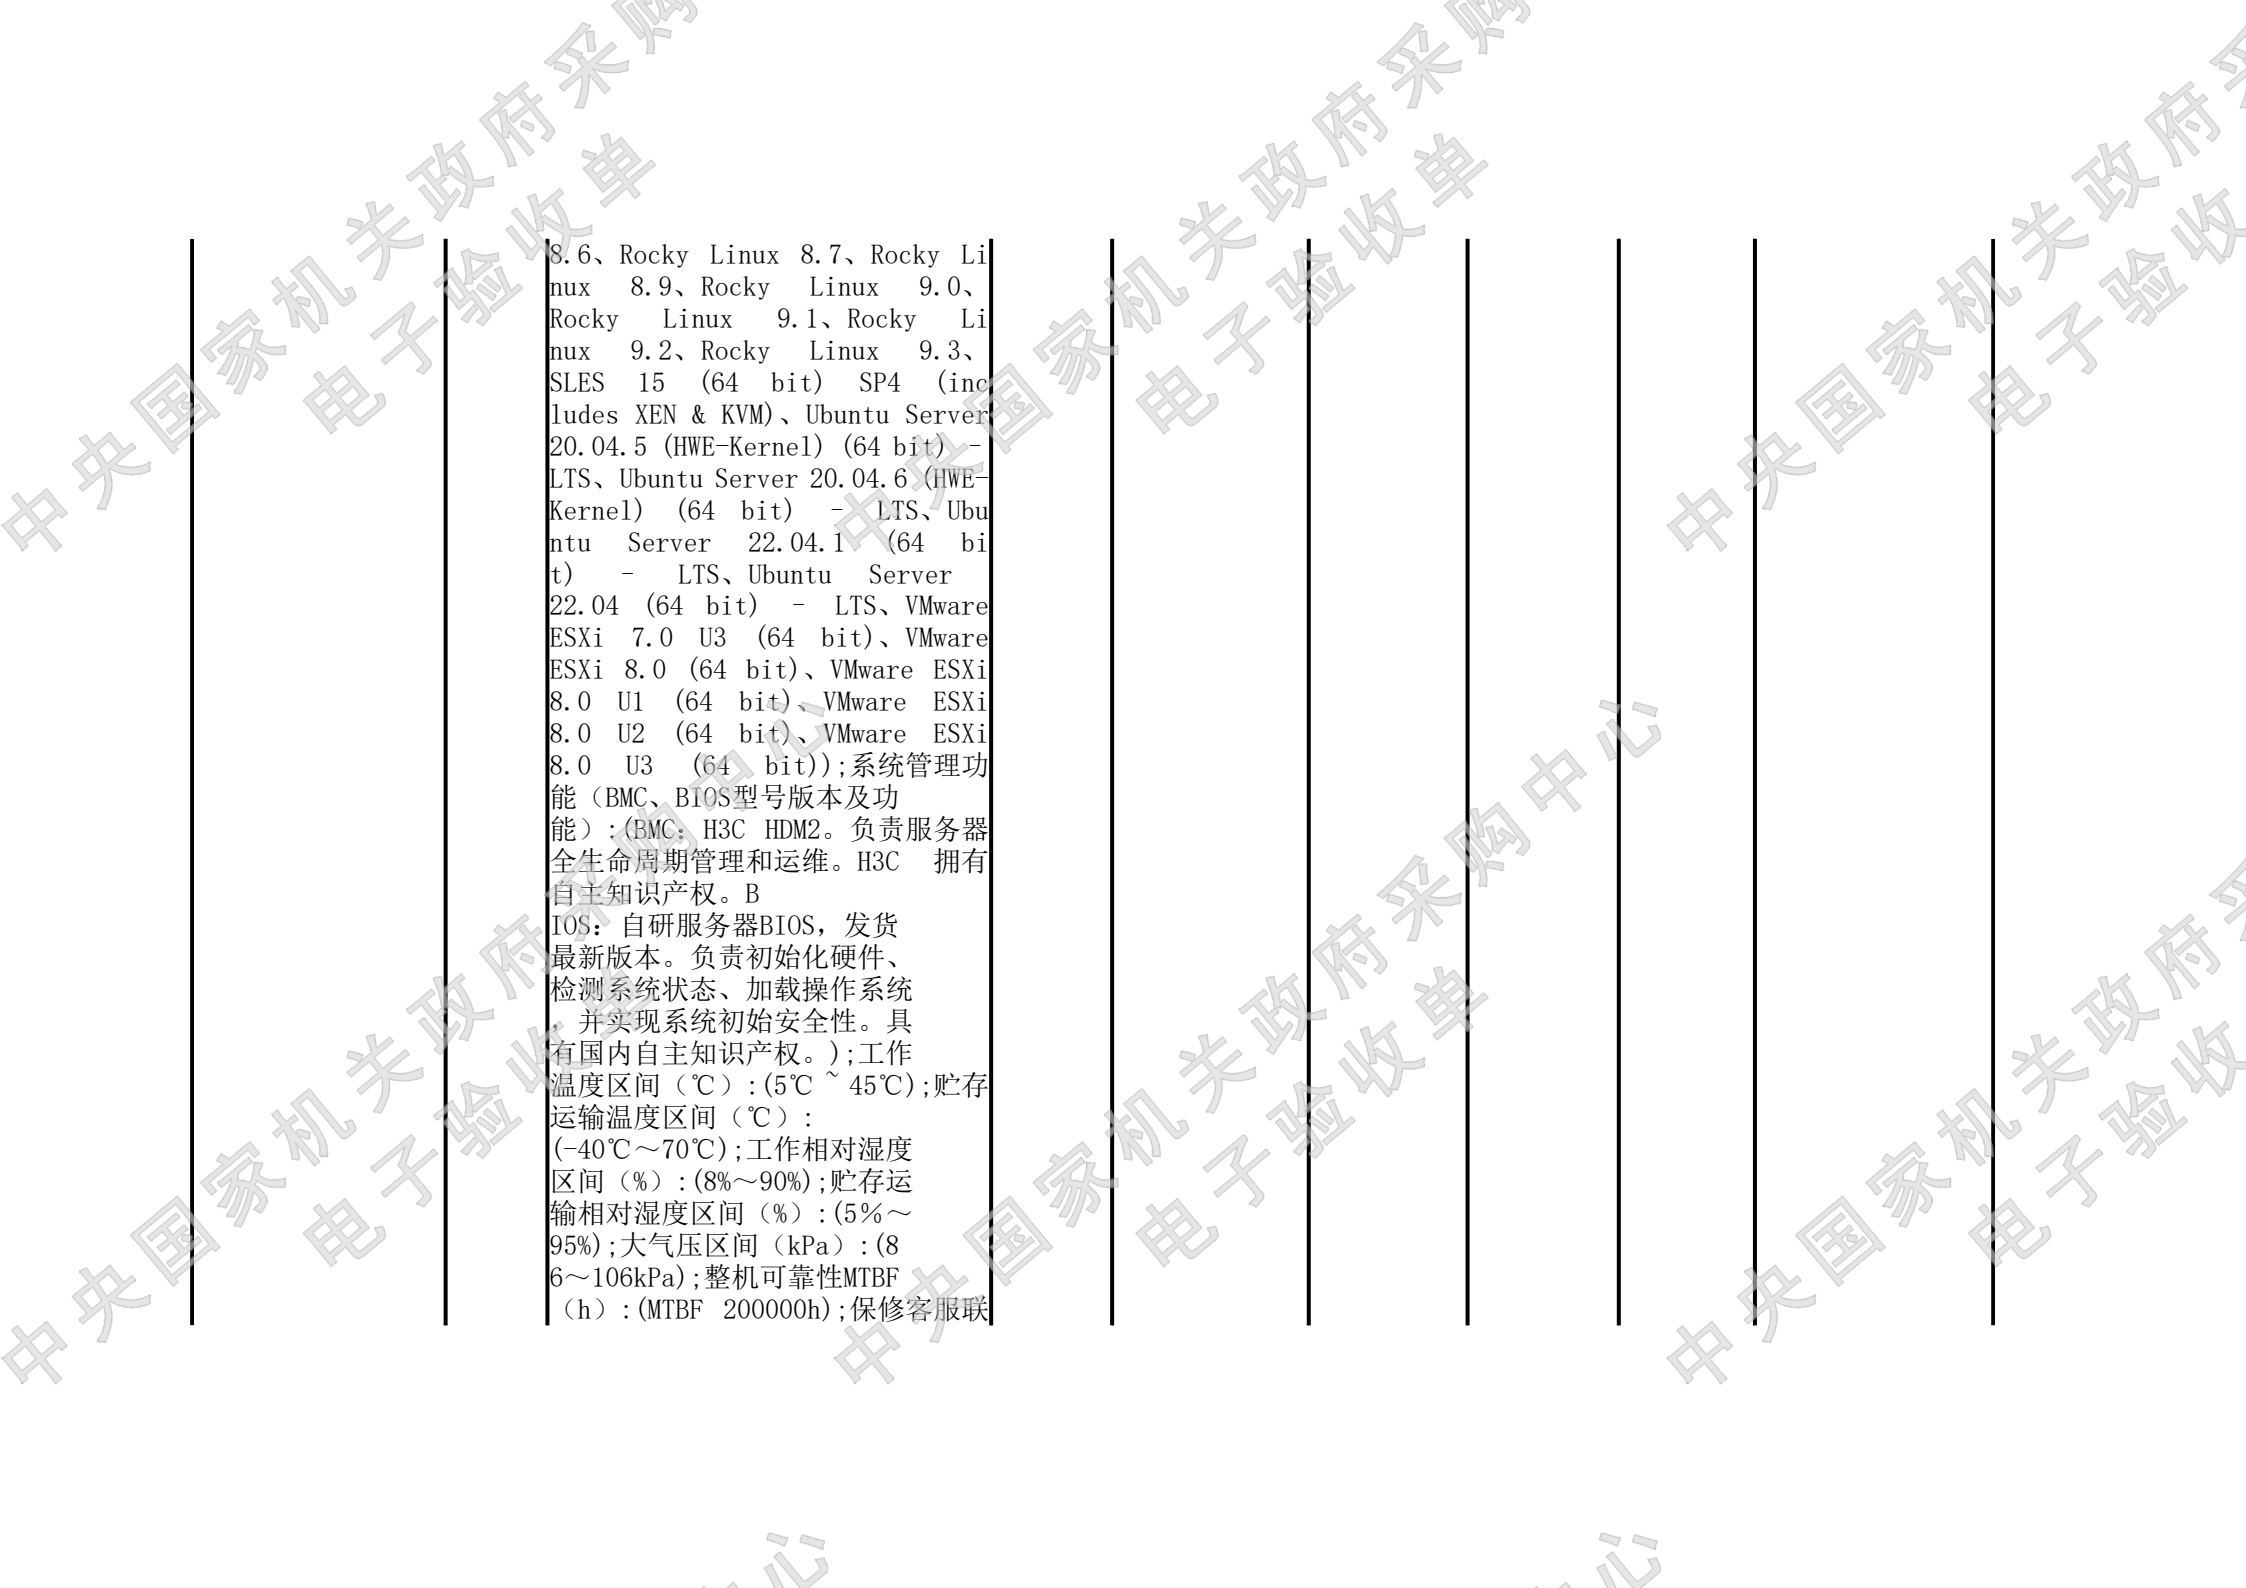 8.6、Rocky Linux 8.7、Rocky Li
nux 8.9、Rocky Linux 9.0、
Rocky Linux 9.1、Rocky Li
nux 9.2、Rocky Linux 9.3、
SLES 15 (64 bit) SP4 (inc
ludes XEN & KVM)、Ubuntu Server
20.04.5 (HWE-Kernel) (64 bit) -
LTS、Ubuntu Server 20.04.6 (HWE-
Kernel) (64 bit) - LTS、Ubu
ntu Server 22.04.1 (64 bi
t) - LTS、Ubuntu Server
22.04 (64 bit) - LTS、VMware
ESXi 7.0 U3 (64 bit)、VMware
ESXi 8.0 (64 bit)、VMware ESXi
8.0 U1 (64 bit)、VMware ESXi
8.0 U2 (64 bit)、VMware ESXi
8.0 U3 (64 bit));系统管理功
能（BMC、BIOS型号版本及功
能）:(BMC：H3C HDM2。负责服务器
全生命周期管理和运维。H3C 拥有
自主知识产权。B
IOS：自研服务器BIOS，发货
最新版本。负责初始化硬件、
检测系统状态、加载操作系统
，并实现系统初始安全性。具
有国内自主知识产权。);工作
温度区间（℃）:(5℃ ~ 45℃);贮存
运输温度区间（℃）:
(-40℃～70℃);工作相对湿度
区间（%）:(8%～90%);贮存运
输相对湿度区间（%）:(5％～
95%);大气压区间（kPa）:(8
6～106kPa);整机可靠性MTBF
（h）:(MTBF 200000h);保修客服联
中央国家机关政府采购中心
电子验收单